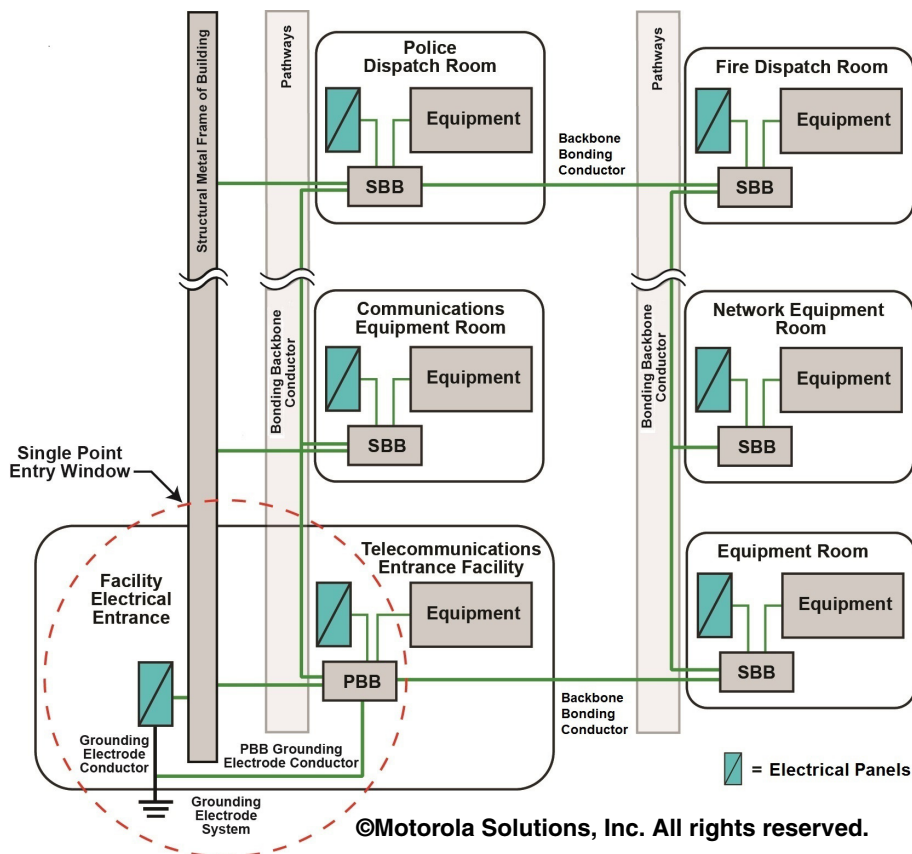 Structural Metal Frame of Building
Pathways
Police
Dispatch Room
Equipment
SBB
Backbone
Bonding
Conductor
Pathways
Fire Dispatch Room
Equipment
SBB
Communications
Equipment Room
Equipment
SBB
Bonding Backbone
Conductor
Network Equipment
Room
Equipment
SBB
Bonding Backbone
Conductor
Single Point
Entry Window
Facility
Electrical
Entrance
Telecommunications
Entrance Facility
Equipment
PBB
Equipment Room
Equipment
SBB
Backbone
Bonding
Conductor
Grounding
Electrode
Conductor
PBB Grounding
Electrode Conductor
Grounding
Electrode
System
= Electrical Panels
©Motorola Solutions, Inc. All rights reserved.